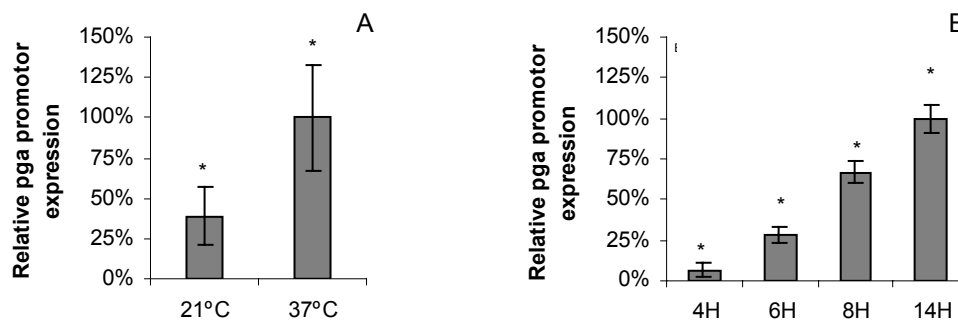 A
Relative pga promotor
expression
150%
*
125%
100%
75%
*
50%
25%
0%
21ºC 37ºC
Relative pga promotor
expression
150%
125%
*
100%
*
75%
50%
*
25%
*
0%
4H 6H 8H 14H